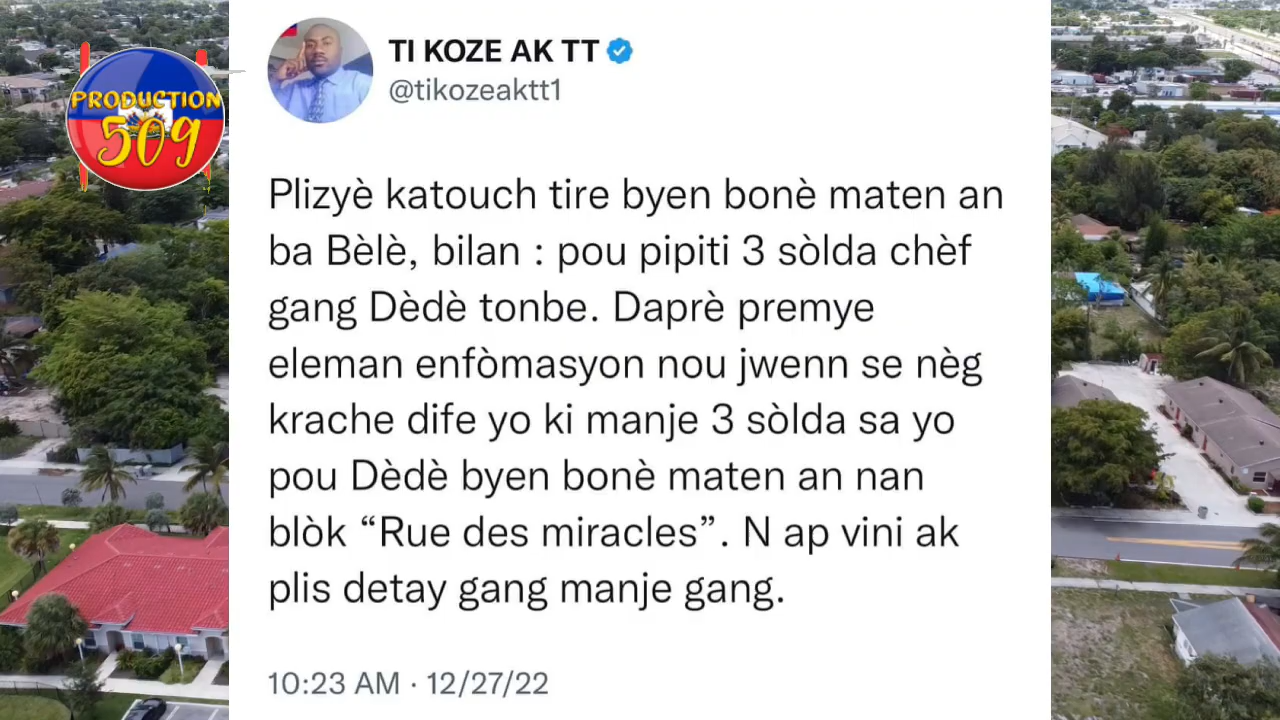 PRODUCTION
509
TI KOZE AK TT
@tikozeaktt1
Plizyè katouch tire byen bonè maten an
ba Bèlè, bilan : pou pipiti 3 sòlda chèf
gang Dèdè tonbe. Daprè premye
eleman enfòmasyon nou jwenn se nèg
krache dife yo ki manje 3 sòlda sa yo
pou Dèdè byen bonè maten an nan
blòk “Rue des miracles”. N ap vini ak
plis detay gang manje gang.
10:23 AM · 12/27/22